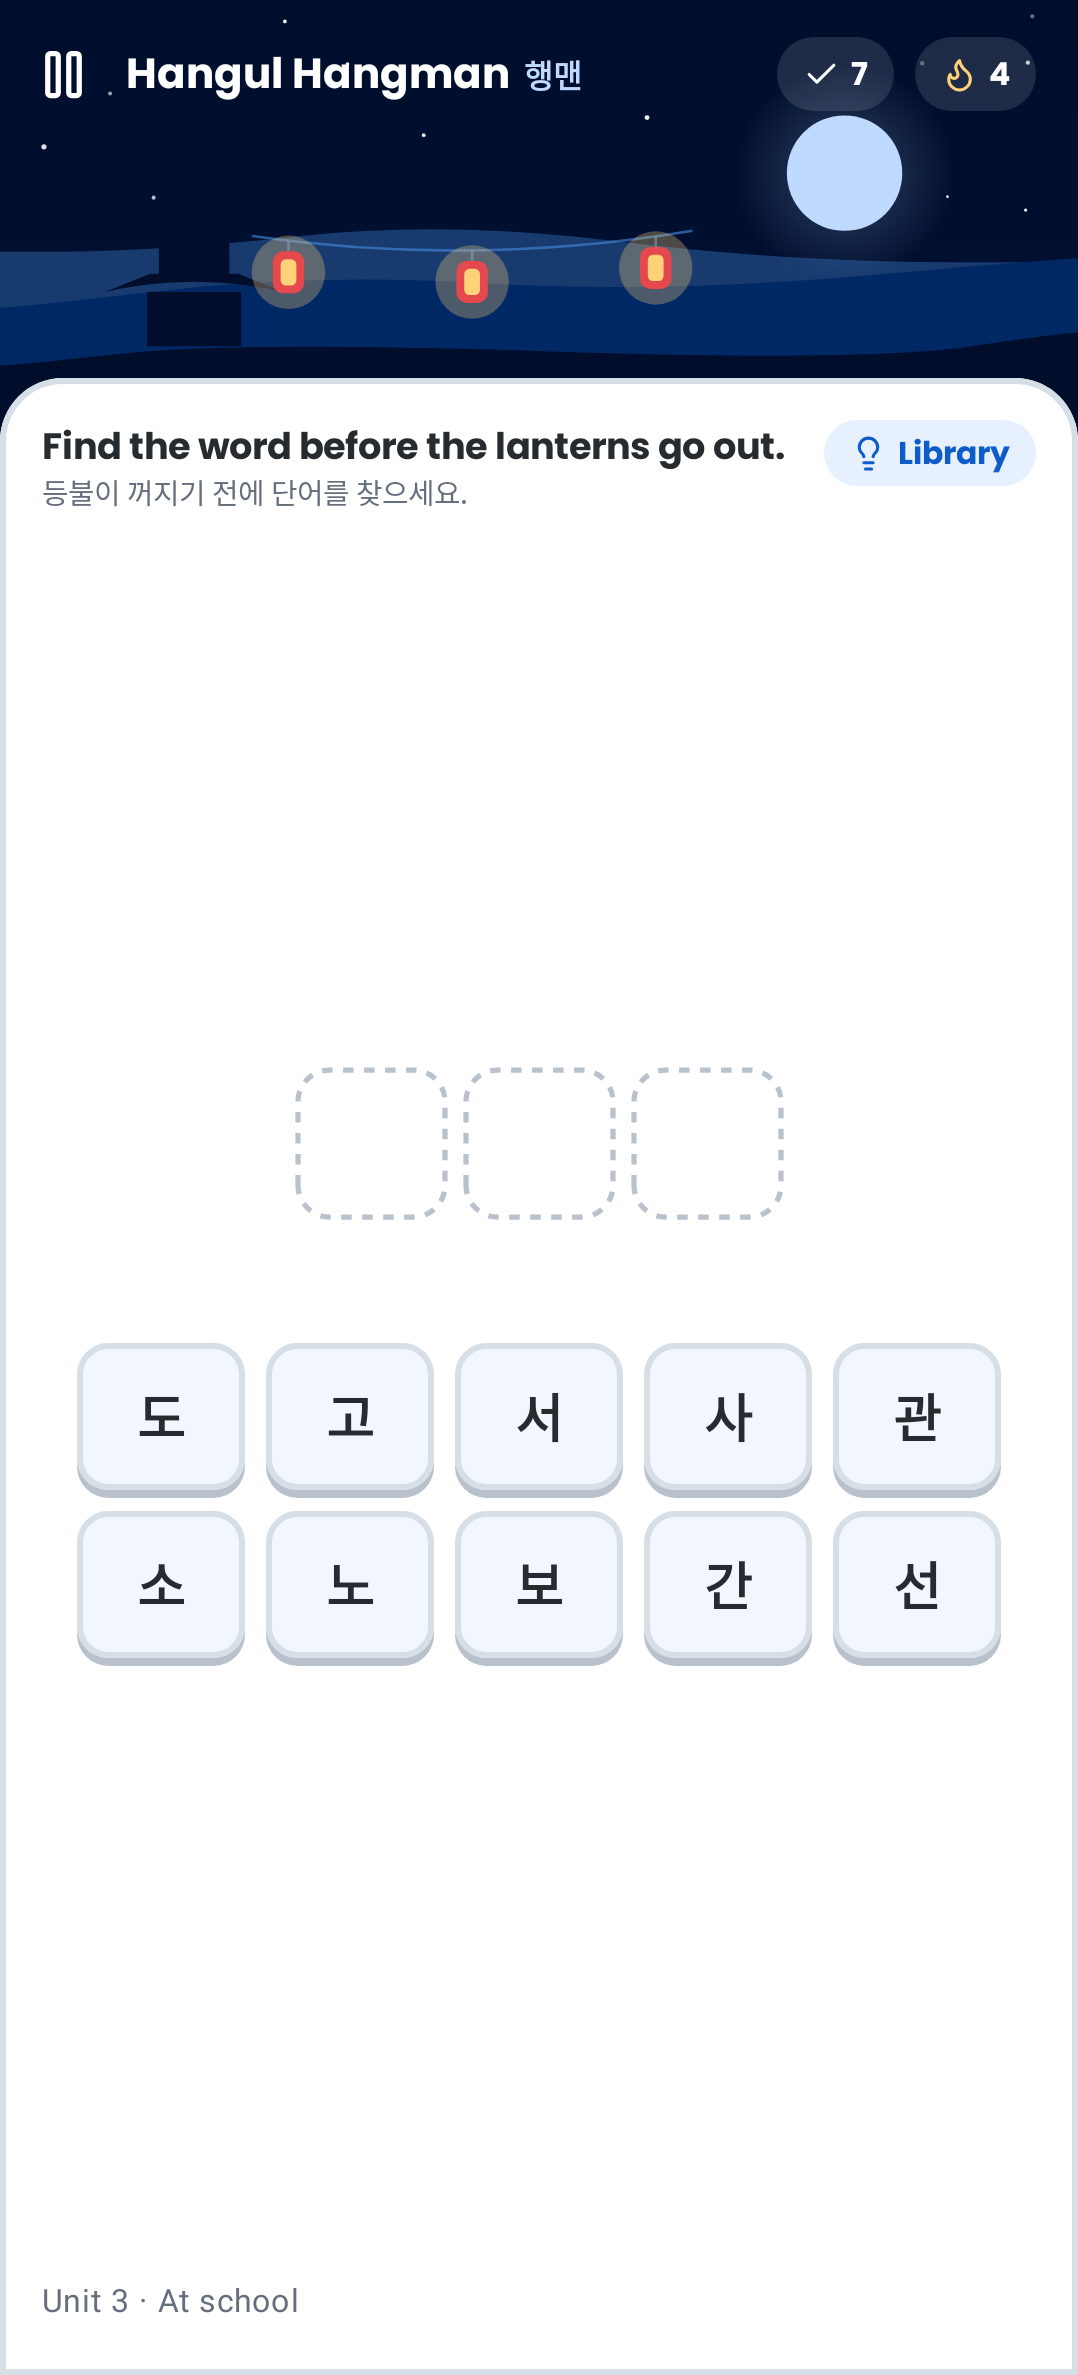 Hangul Hangman 행맨
7
4
Find the word before the lanterns go out.
등불이 꺼지기 전에 단어를 찾으세요.
Library
도 고 서 사 관
소 노 보 간 선
Unit 3 · At school